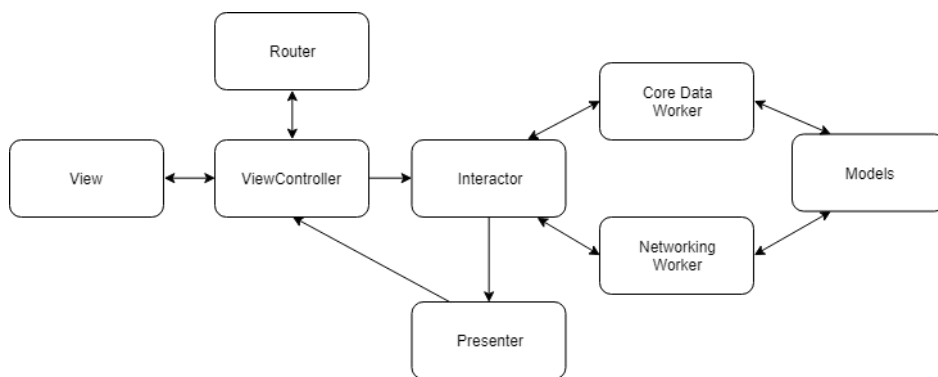 Router
Core Data
Worker
View
ViewController
Interactor
Models
Networking
Worker
Presenter